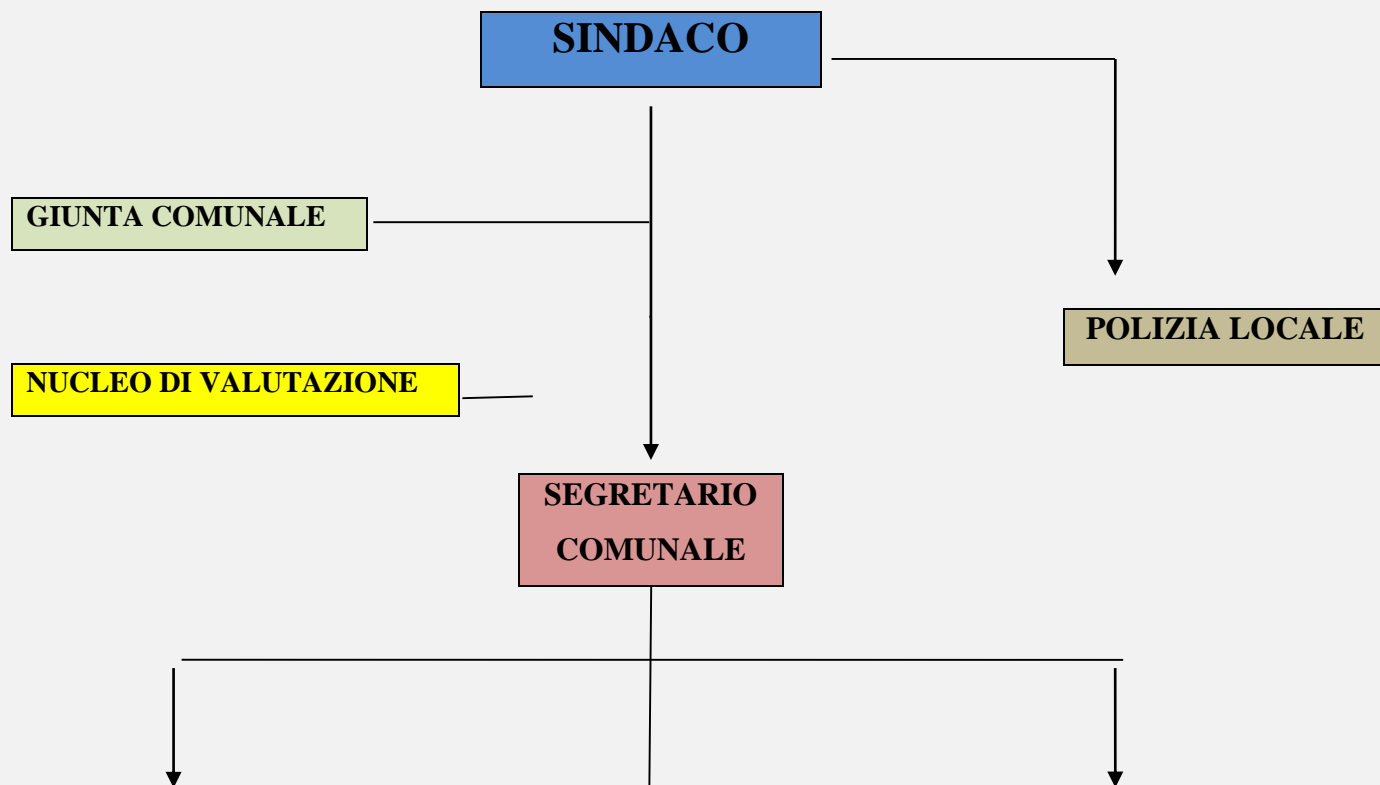 SINDACO
GIUNTA COMUNALE
POLIZIA LOCALE
NUCLEO DI VALUTAZIONE
SEGRETARIO
COMUNALE